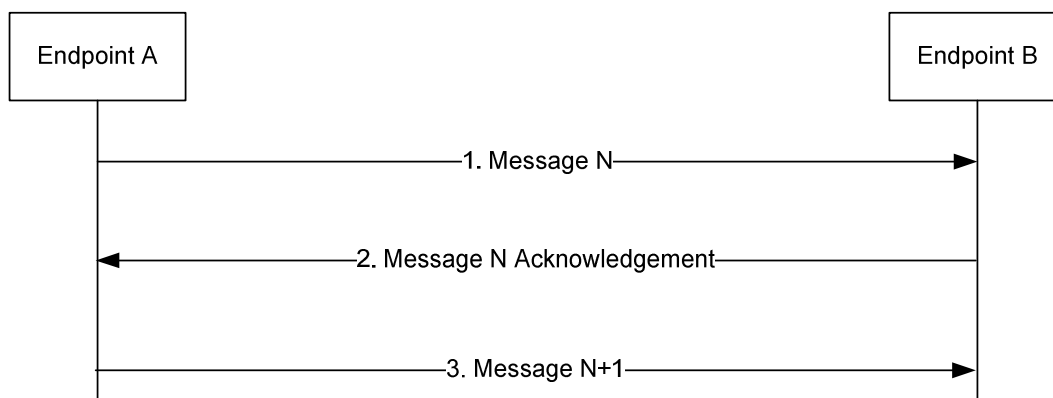 Endpoint A
Endpoint B
1. Message N
2. Message N Acknowledgement
3. Message N+1